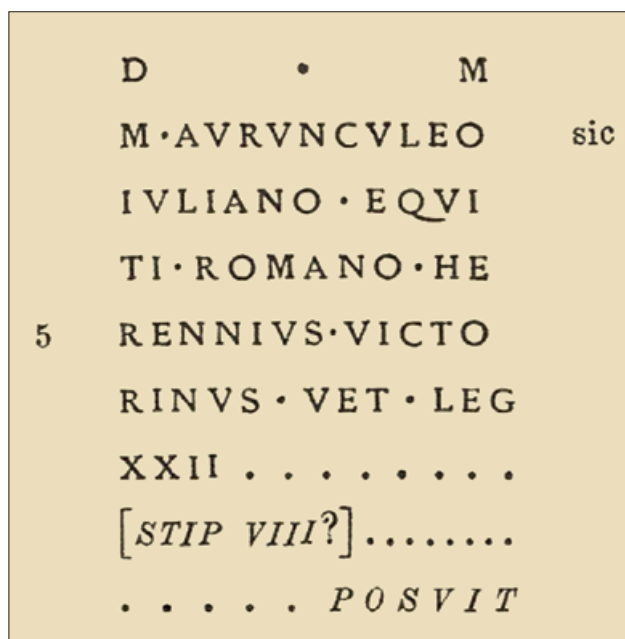 D • M
M·AVRVNCVLEO sic
IVLIANO · EQVI
TI·ROMANO·HE
5 RENNIVS·VICTO
RINVS · VET · LEG
XXII . . . . . . . .
[STIP VIII?] ........
. . . . . POSVIT